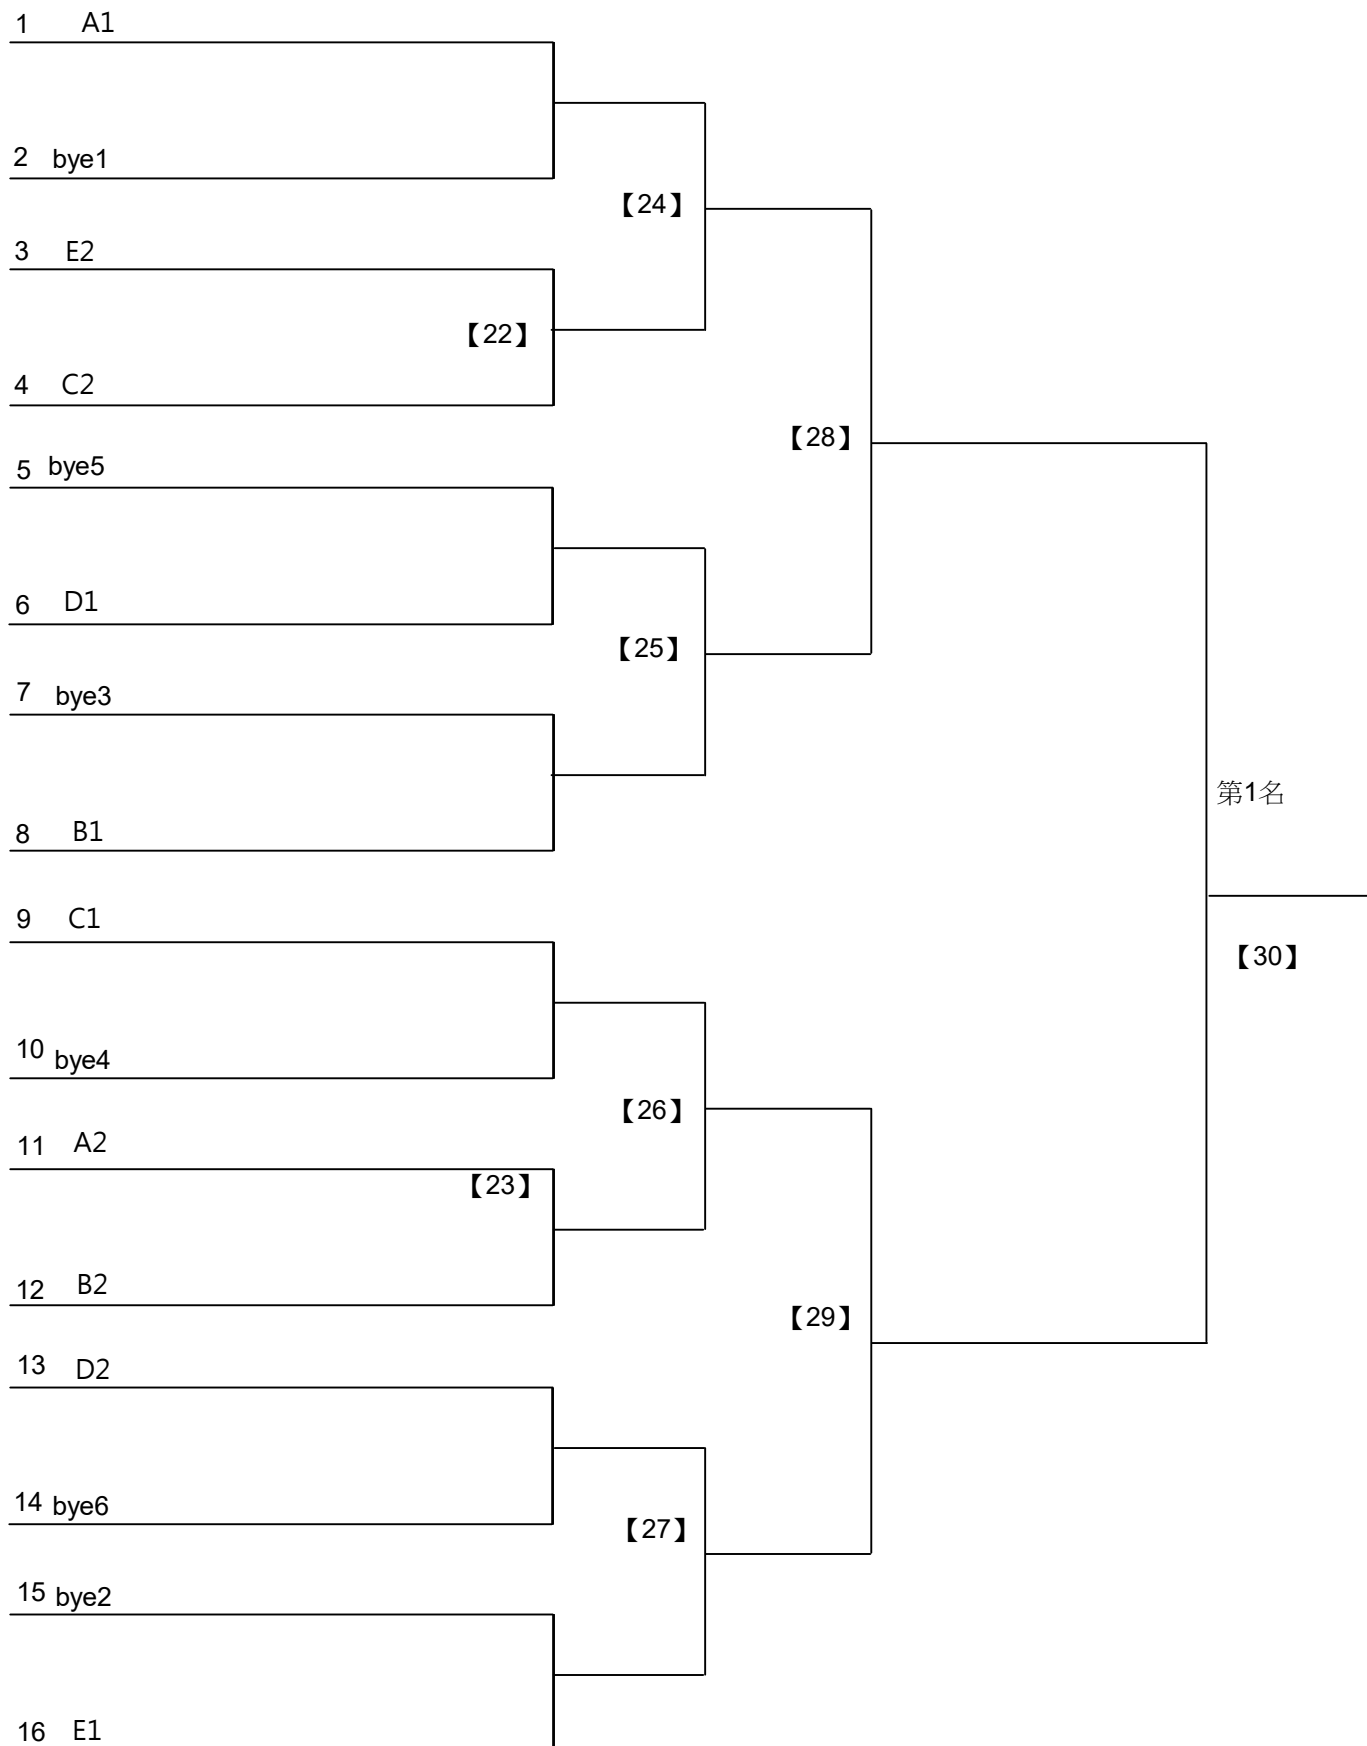 1 A1
2 bye1
【24】
3 E2
【22】
4 C2
【28】
5 bye5
6 D1
【25】
7 bye3
第1名
8 B1
9 C1
【30】
10 bye4
【26】
11 A2
【23】
12 B2
【29】
13 D2
14 bye6
【27】
15 bye2
16 E1